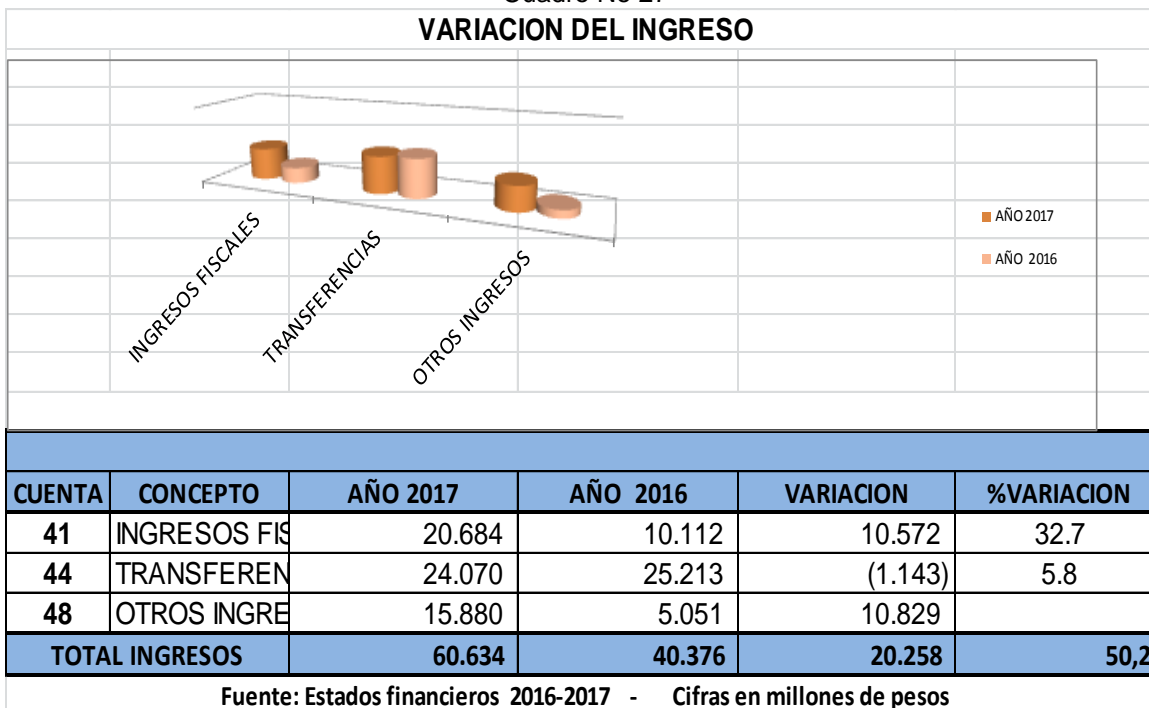 Cuadro No 27
VARIACION DEL INGRESO
INGRESOS FISCALES
TRANSFERENCIAS
OTROS INGRESOS
AÑO 2017
AÑO 2016
CUENTA CONCEPTO AÑO 2017 AÑO 2016 VARIACION %VARIACION
41 INGRESOS FIS 20.684 10.112 10.572 32.7
44 TRANSFEREN 24.070 25.213 (1.143) 5.8
48 OTROS INGRE 15.880 5.051 10.829
TOTAL INGRESOS 60.634 40.376 20.258 50,2
Fuente: Estados financieros 2016-2017 - Cifras en millones de pesos